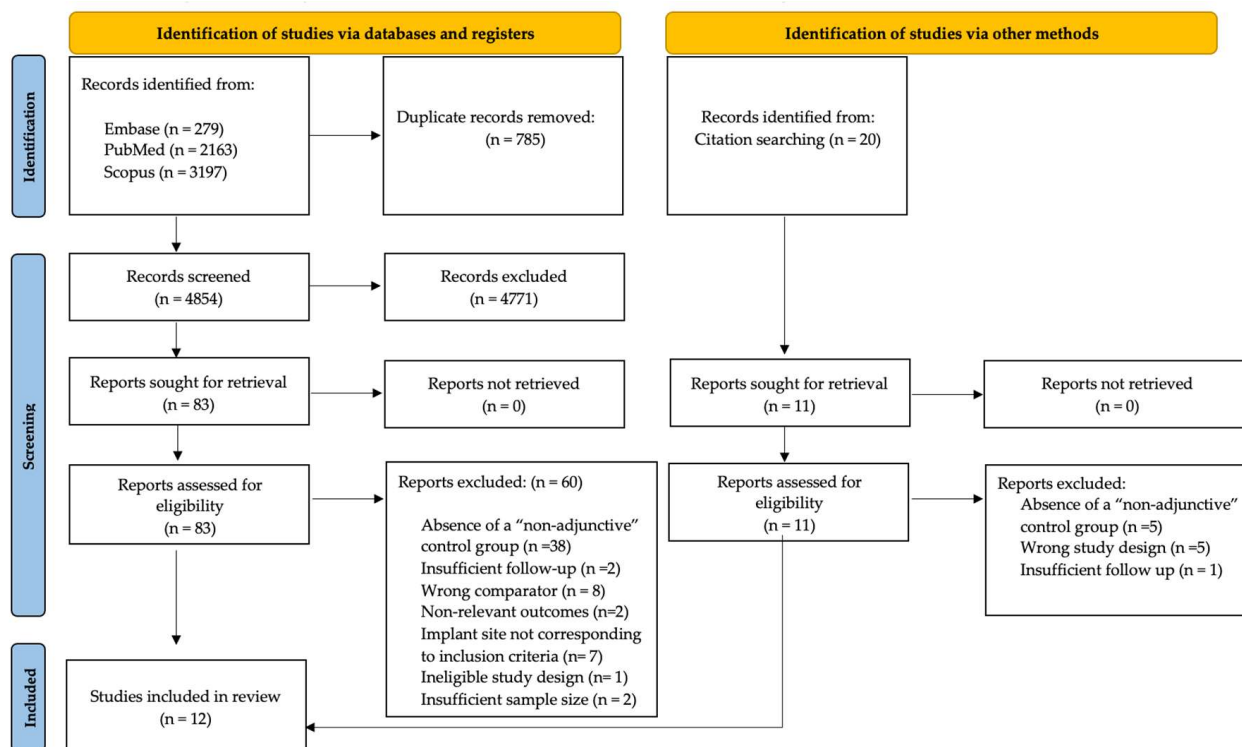 Identification of studies via databases and registers
Identification of studies via other methods
Identification
Records identified from:
Embase (n = 279)
PubMed (n = 2163)
Scopus (n = 3197)
Duplicate records removed:
(n = 785)
Records identified from:
Citation searching (n = 20)
Screening
Records screened
(n = 4854)
Records excluded
(n = 4771)
Reports sought for retrieval
(n = 83)
Reports not retrieved
(n = 0)
Reports sought for retrieval
(n = 11)
Reports not retrieved
(n = 0)
Reports assessed for
eligibility
(n = 83)
Reports excluded: (n = 60)
Absence of a “non-adjunctive”
control group (n =38)
Insufficient follow-up (n =2)
Wrong comparator (n = 8)
Non-relevant outcomes (n=2)
Implant site not corresponding
to inclusion criteria (n= 7)
Ineligible study design (n= 1)
Insufficient sample size (n = 2)
Reports assessed for
eligibility
(n = 11)
Reports excluded:
Absence of a “non-adjunctive”
control group (n =5)
Wrong study design (n =5)
Insufficient follow up (n = 1)
Included
Studies included in review
(n = 12)